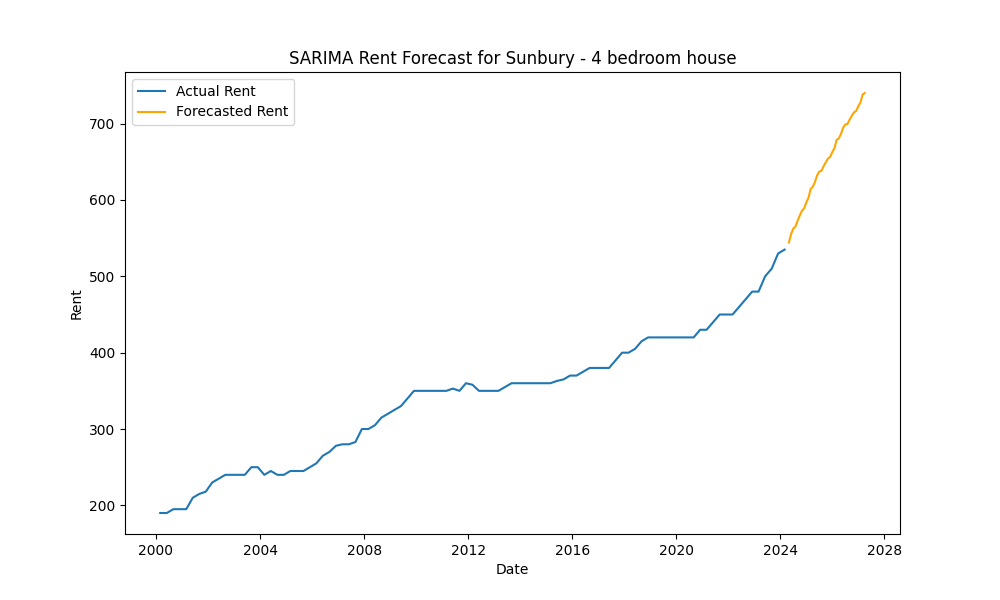 SARIMA Rent Forecast for Sunbury - 4 bedroom house
Actual Rent
Forecasted Rent
700
600
500
400
300
200
Rent
2000 2004 2008 2012 2016 2020 2024 2028
Date